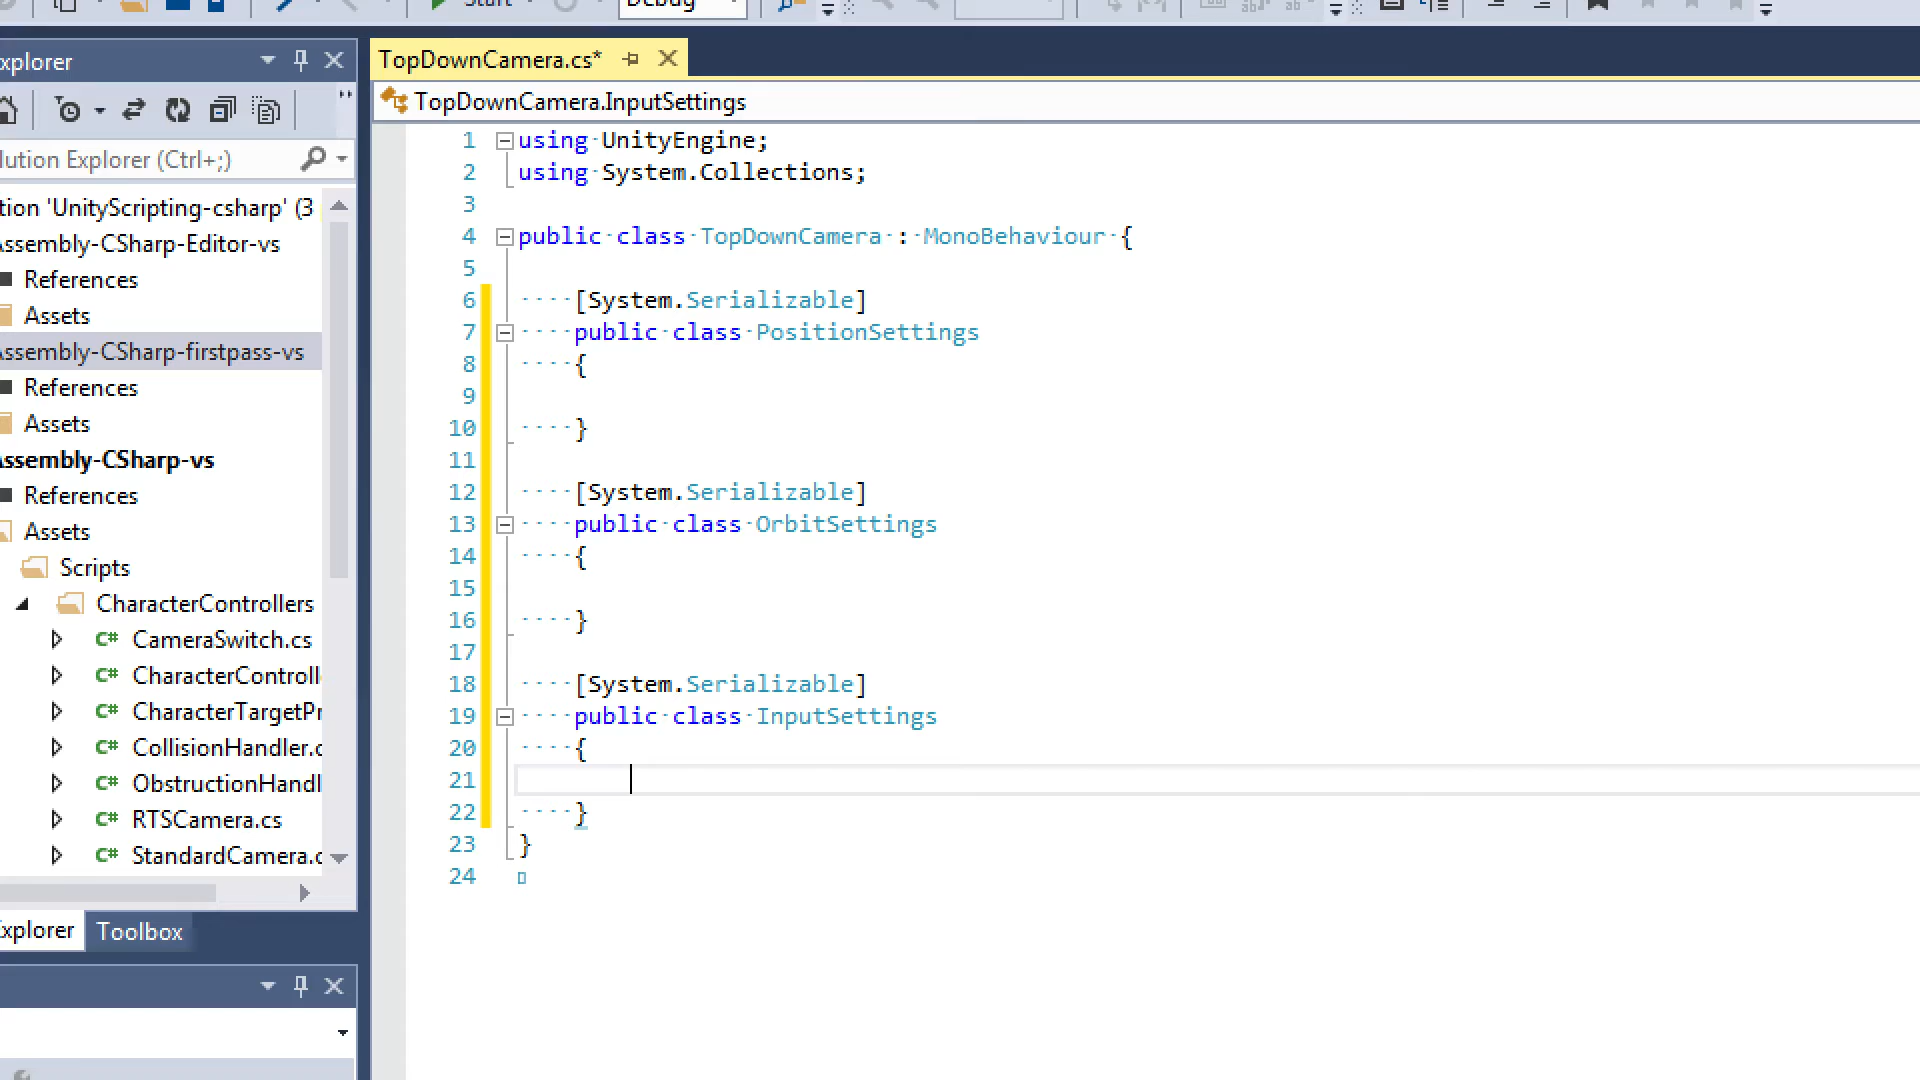 Start
Debug
xplorer
lution Explorer (Ctrl+;)
tion 'UnityScripting-csharp' (3
Assembly-CSharp-Editor-vs
References
Assets
Assembly-CSharp-firstpass-vs
References
Assets
Assembly-CSharp-vs
References
Assets
Scripts
CharacterControllers
C# CameraSwitch.cs
C# CharacterControll
C# CharacterTargetPr
C# CollisionHandler.c
C# ObstructionHandl
C# RTSCamera.cs
C# StandardCamera.c
Explorer
Toolbox
TopDownCamera.cs*
TopDownCamera.InputSettings
1 using UnityEngine;
2 using System.Collections;
3
4 public class TopDownCamera : MonoBehaviour {
5
6 [System.Serializable]
7 public class PositionSettings
8 {
9
10 }
11
12 [System.Serializable]
13 public class OrbitSettings
14 {
15
16 }
17
18 [System.Serializable]
19 public class InputSettings
20 {
21
22 }
23 }
24